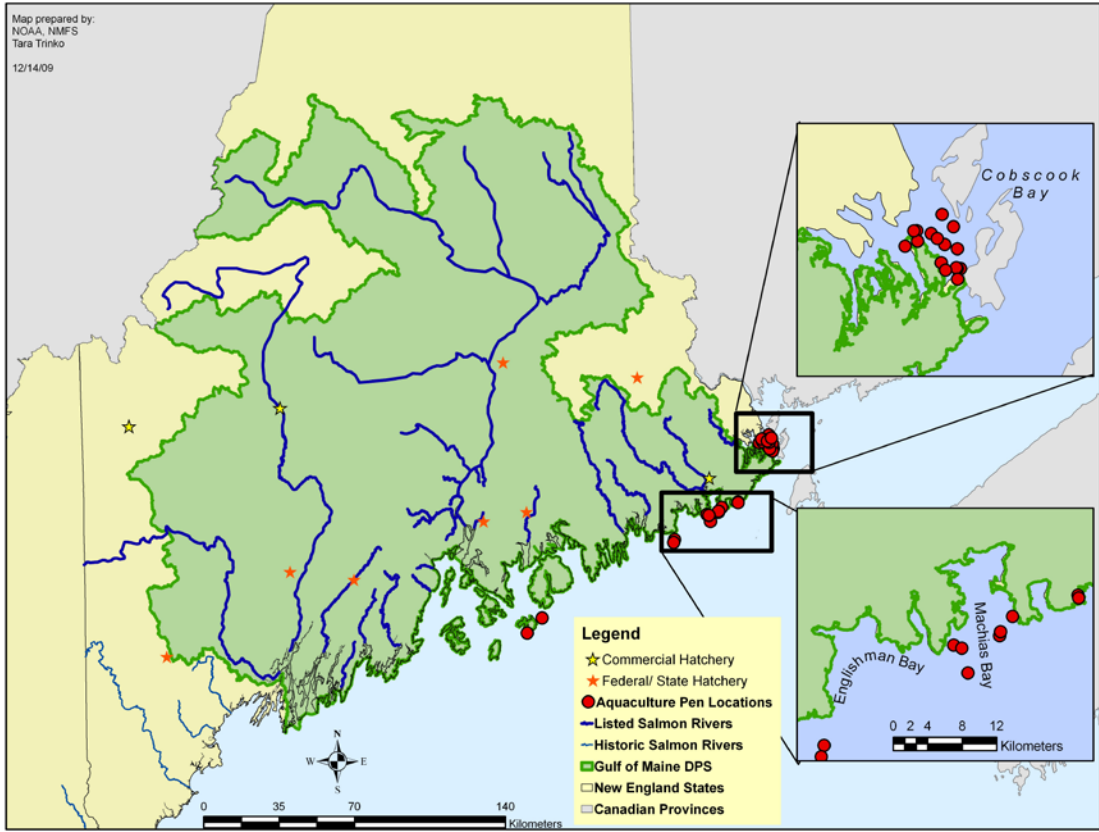 Map prepared by:
NOAA, NMFS
Tara Trinko
12/14/09
Cobscook
Bay
Englishman Bay
Machias Bay
0 2 4 8 12
Kilometers
Legend
Commercial Hatchery
Federal/ State Hatchery
Aquaculture Pen Locations
Listed Salmon Rivers
Historic Salmon Rivers
Gulf of Maine DPS
New England States
Canadian Provinces
N
W E
S
0 35 70 140
Kilometers